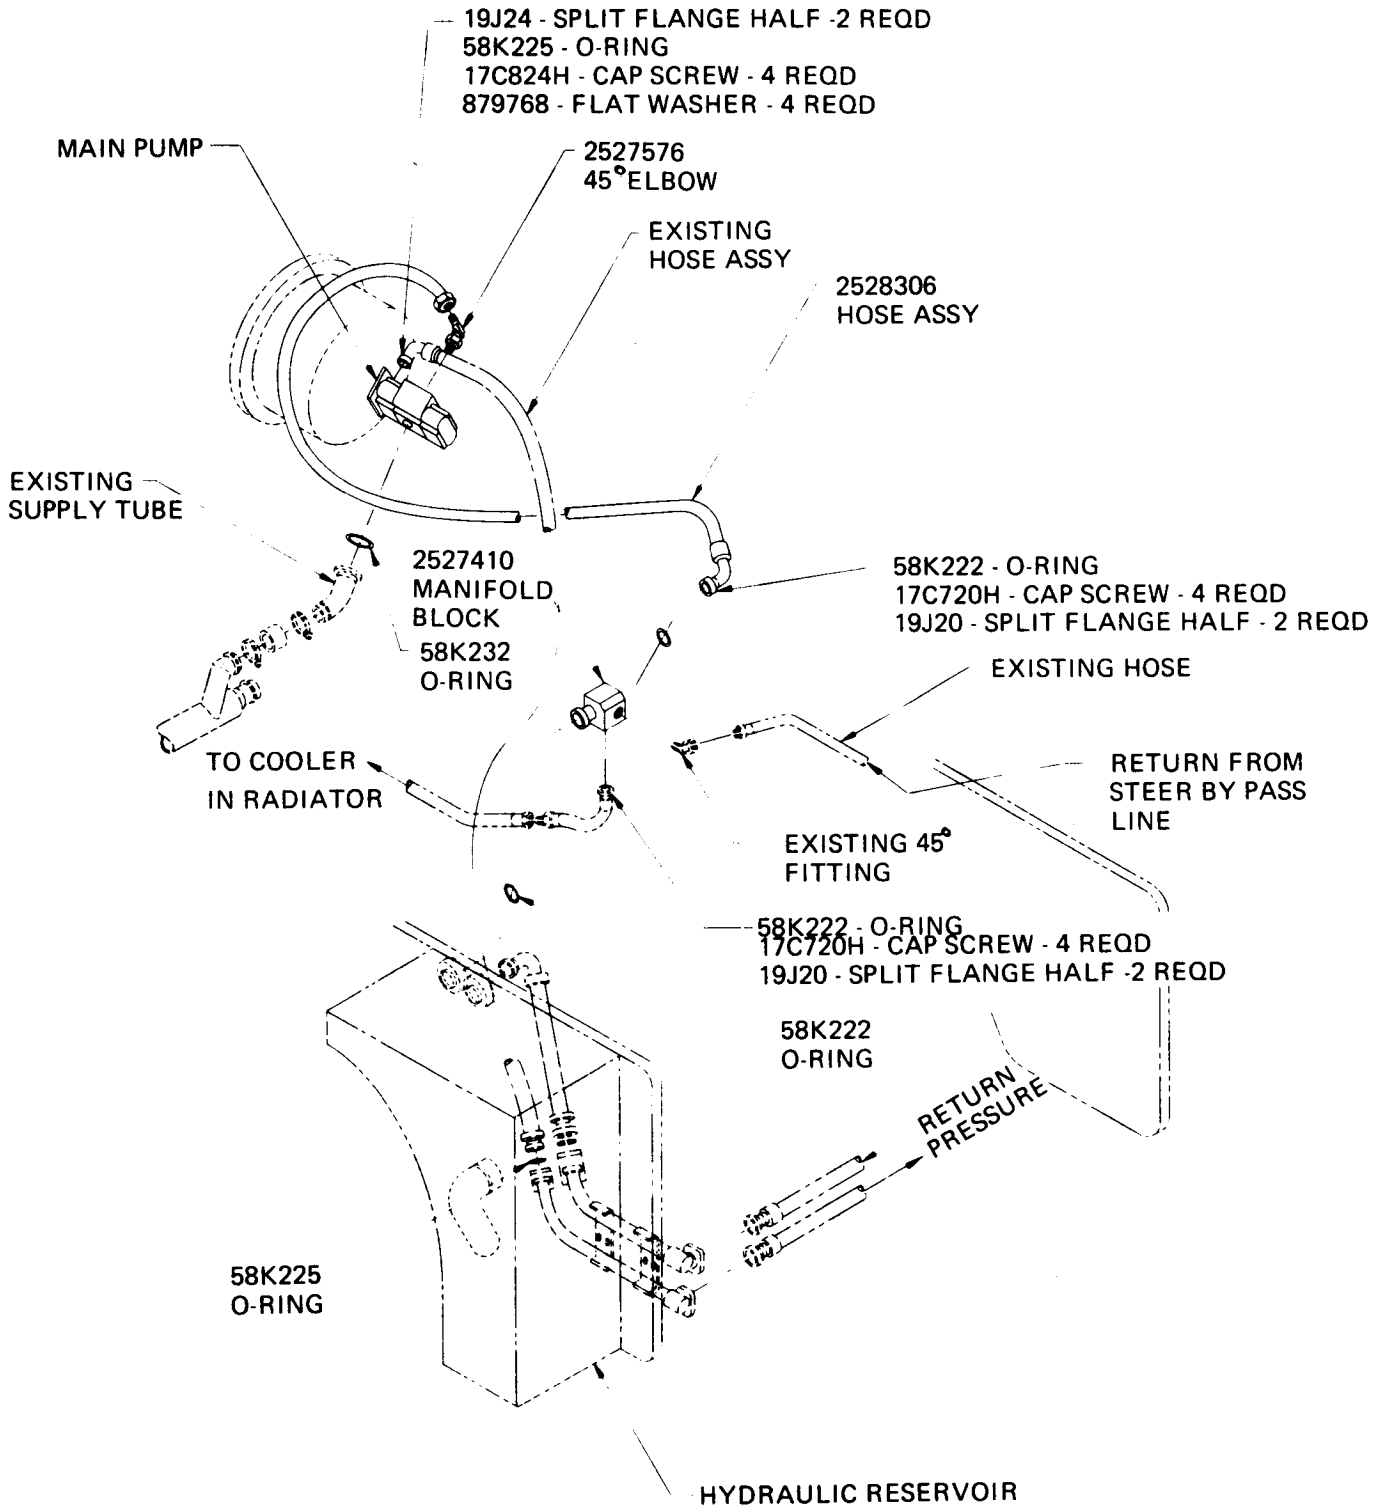 19J24 - SPLIT FLANGE HALF -2 REQD
58K225 - O-RING
17C824H - CAP SCREW - 4 REQD
879768 - FLAT WASHER - 4 REQD
MAIN PUMP
2527576
45° ELBOW
EXISTING
HOSE ASSY
2528306
HOSE ASSY
EXISTING
SUPPLY TUBE
2527410
MANIFOLD
BLOCK
58K232
O-RING
58K222 - O-RING
17C720H - CAP SCREW - 4 REQD
19J20 - SPLIT FLANGE HALF - 2 REQD
EXISTING HOSE
TO COOLER
IN RADIATOR
RETURN FROM
STEER BY PASS
LINE
EXISTING 45°
FITTING
58K222 - O-RING
17C720H - CAP SCREW - 4 REQD
19J20 - SPLIT FLANGE HALF -2 REQD
58K222
O-RING
RETURN
PRESSURE
58K225
O-RING
HYDRAULIC RESERVOIR